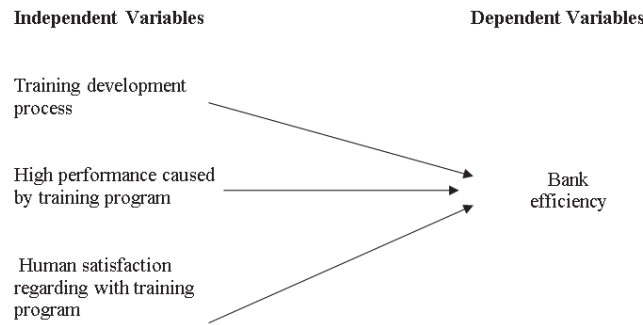 Independent Variables
Dependent Variables
Training development
process
High performance caused
by training program
Bank
efficiency
Human satisfaction
regarding with training
program